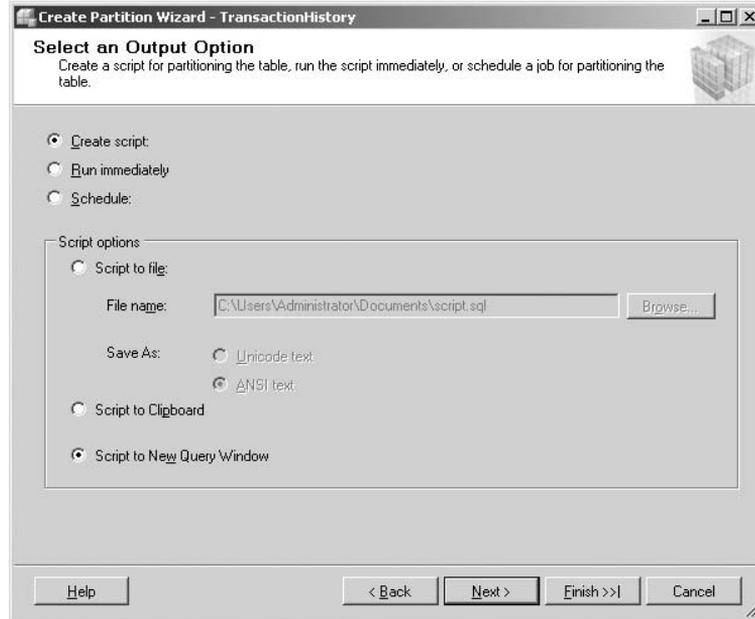 Create Partition Wizard - TransactionHistory
Select an Output Option
Create a script for partitioning the table, run the script immediately, or schedule a job for partitioning the
table.
Create script:
Run immediately
Schedule:
Script options
Script to file:
File name: C:\Users\Administrator\Documents\script.sql Browse...
Save As: Unicode text
ANSI text
Script to Clipboard
Script to New Query Window
Help < Back Next > Finish >>| Cancel